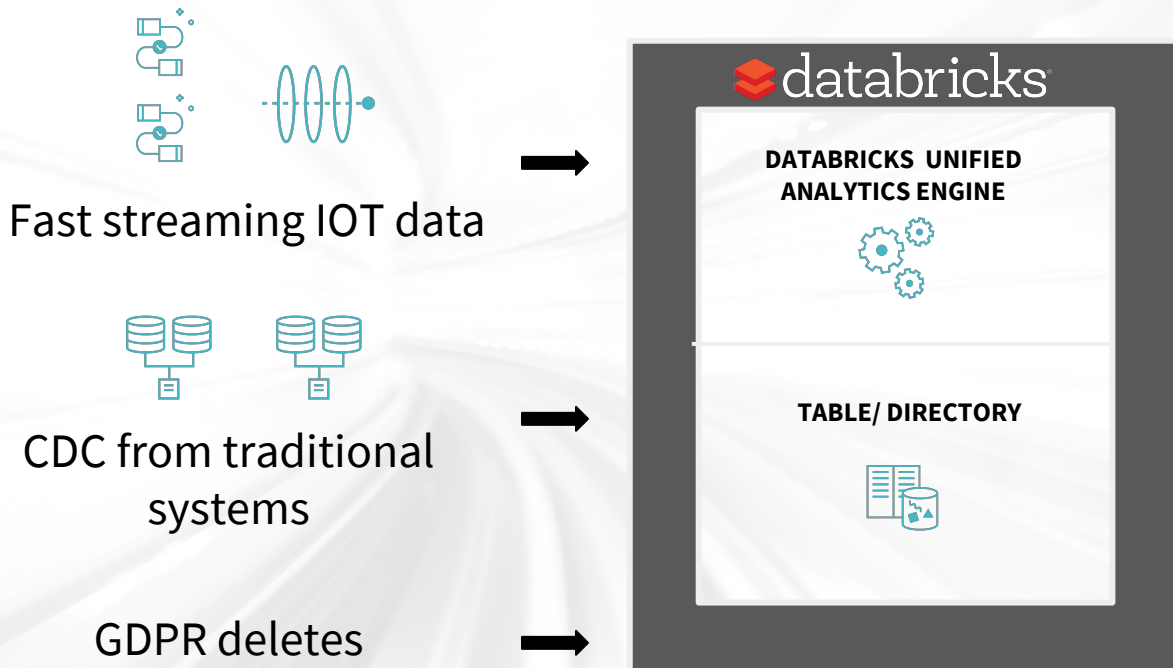 Fast streaming IOT data
CDC from traditional
systems
GDPR deletes
databricks
DATABRICKS UNIFIED
ANALYTICS ENGINE
TABLE/ DIRECTORY